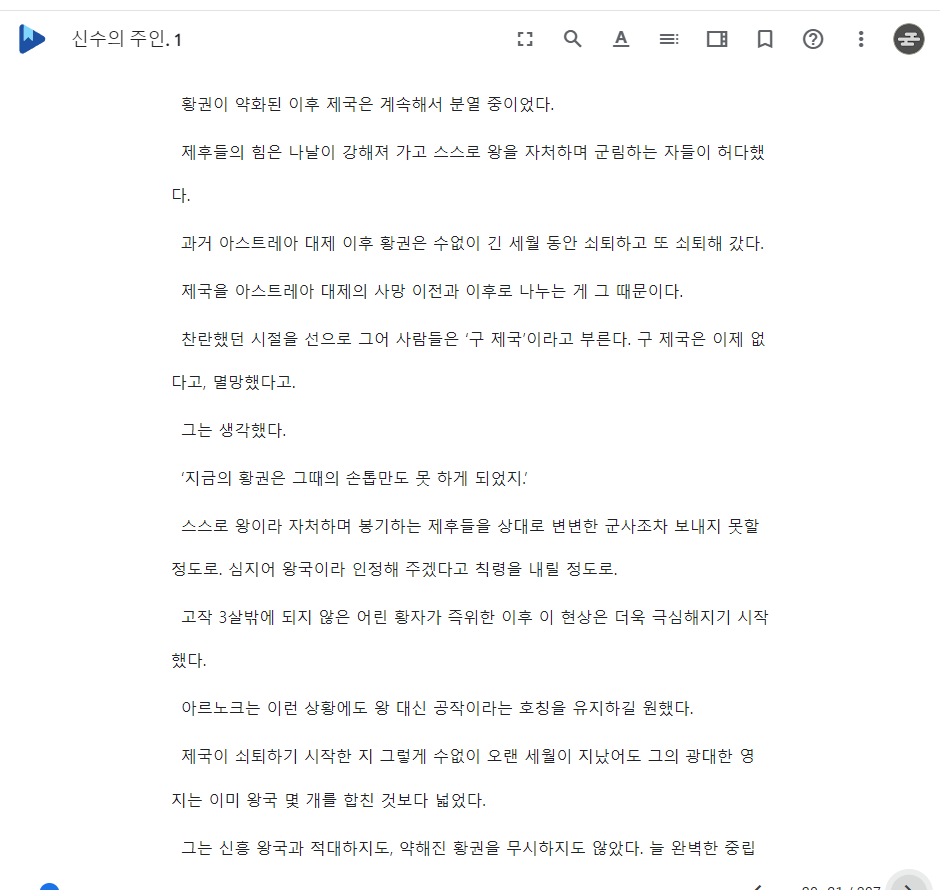 신수의 주인. 1
황권이 약화된 이후 제국은 계속해서 분열 중이었다.
제후들의 힘은 나날이 강해져 가고 스스로 왕을 자처하며 군림하는 자들이 허다했
다.
과거 아스트레아 대제 이후 황권은 수없이 긴 세월 동안 쇠퇴하고 또 쇠퇴해 갔다.
제국을 아스트레아 대제의 사망 이전과 이후로 나누는 게 그 때문이다.
찬란했던 시절을 선으로 그어 사람들은 ‘구 제국’이라고 부른다. 구 제국은 이제 없
다고, 멸망했다고.
그는 생각했다.
‘지금의 황권은 그때의 손톱만도 못 하게 되었지.’
스스로 왕이라 자처하며 봉기하는 제후들을 상대로 변변한 군사조차 보내지 못할
정도로. 심지어 왕국이라 인정해 주겠다고 칙령을 내릴 정도로.
고작 3살밖에 되지 않은 어린 황자가 즉위한 이후 이 현상은 더욱 극심해지기 시작
했다.
아르노크는 이런 상황에도 왕 대신 공작이라는 호칭을 유지하길 원했다.
제국이 쇠퇴하기 시작한 지 그렇게 수없이 오랜 세월이 지났어도 그의 광대한 영
지는 이미 왕국 몇 개를 합친 것보다 넓었다.
그는 신흥 왕국과 적대하지도, 약해진 황권을 무시하지도 않았다. 늘 완벽한 중립